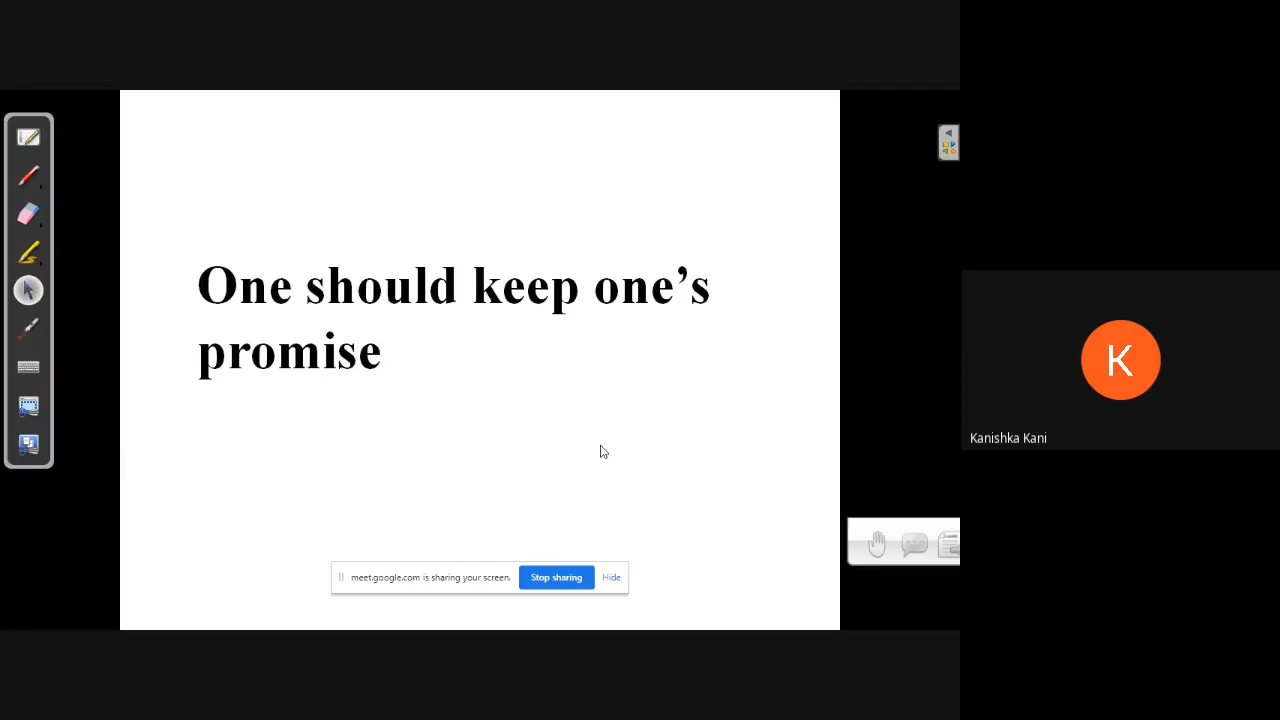 One should keep one’s
promise
K
Kanishka Kani
meet.google.com is sharing your screen.
Stop sharing
Hide